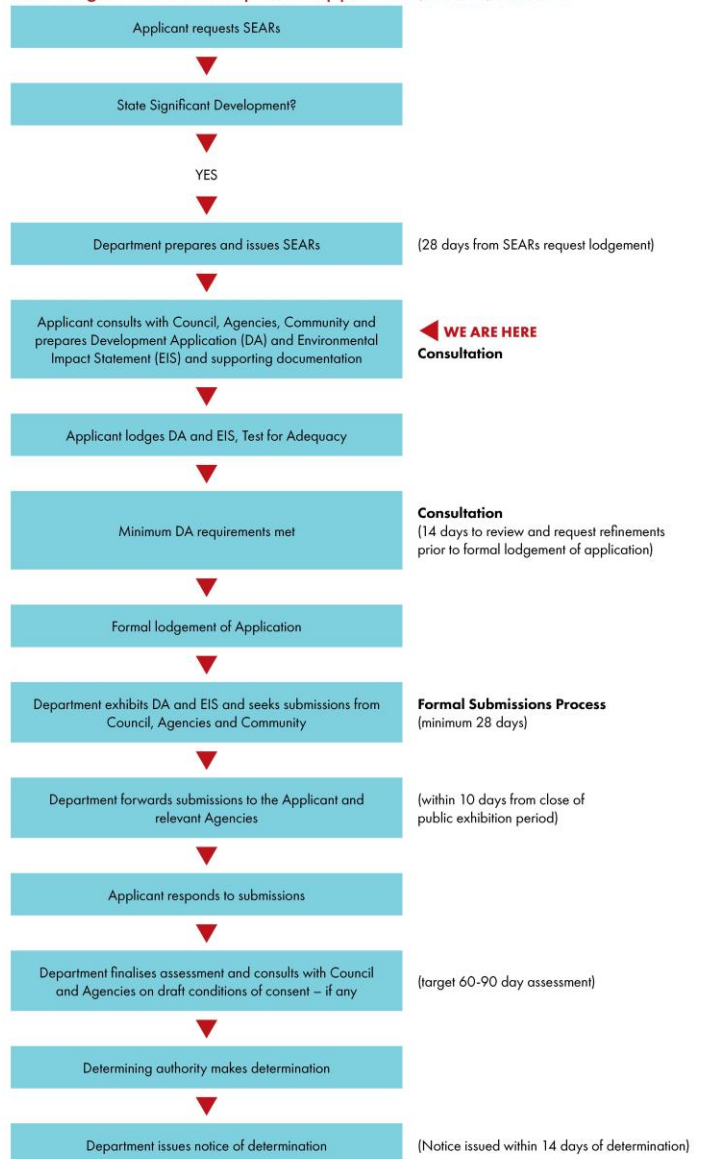 Applicant requests SEARs
State Significant Development?
YES
Department prepares and issues SEARs
(28 days from SEARs request lodgement)
Applicant consults with Council, Agencies, Community and
prepares Development Application (DA) and Environmental
Impact Statement (EIS) and supporting documentation
WE ARE HERE
Consultation
Applicant lodges DA and EIS, Test for Adequacy
Minimum DA requirements met
Consultation
(14 days to review and request refinements
prior to formal lodgement of application)
Formal lodgement of Application
Department exhibits DA and EIS and seeks submissions from
Council, Agencies and Community
Formal Submissions Process
(minimum 28 days)
Department forwards submissions to the Applicant and
relevant Agencies
(within 10 days from close of
public exhibition period)
Applicant responds to submissions
Department finalises assessment and consults with Council
and Agencies on draft conditions of consent – if any
(target 60-90 day assessment)
Determining authority makes determination
Department issues notice of determination
(Notice issued within 14 days of determination)